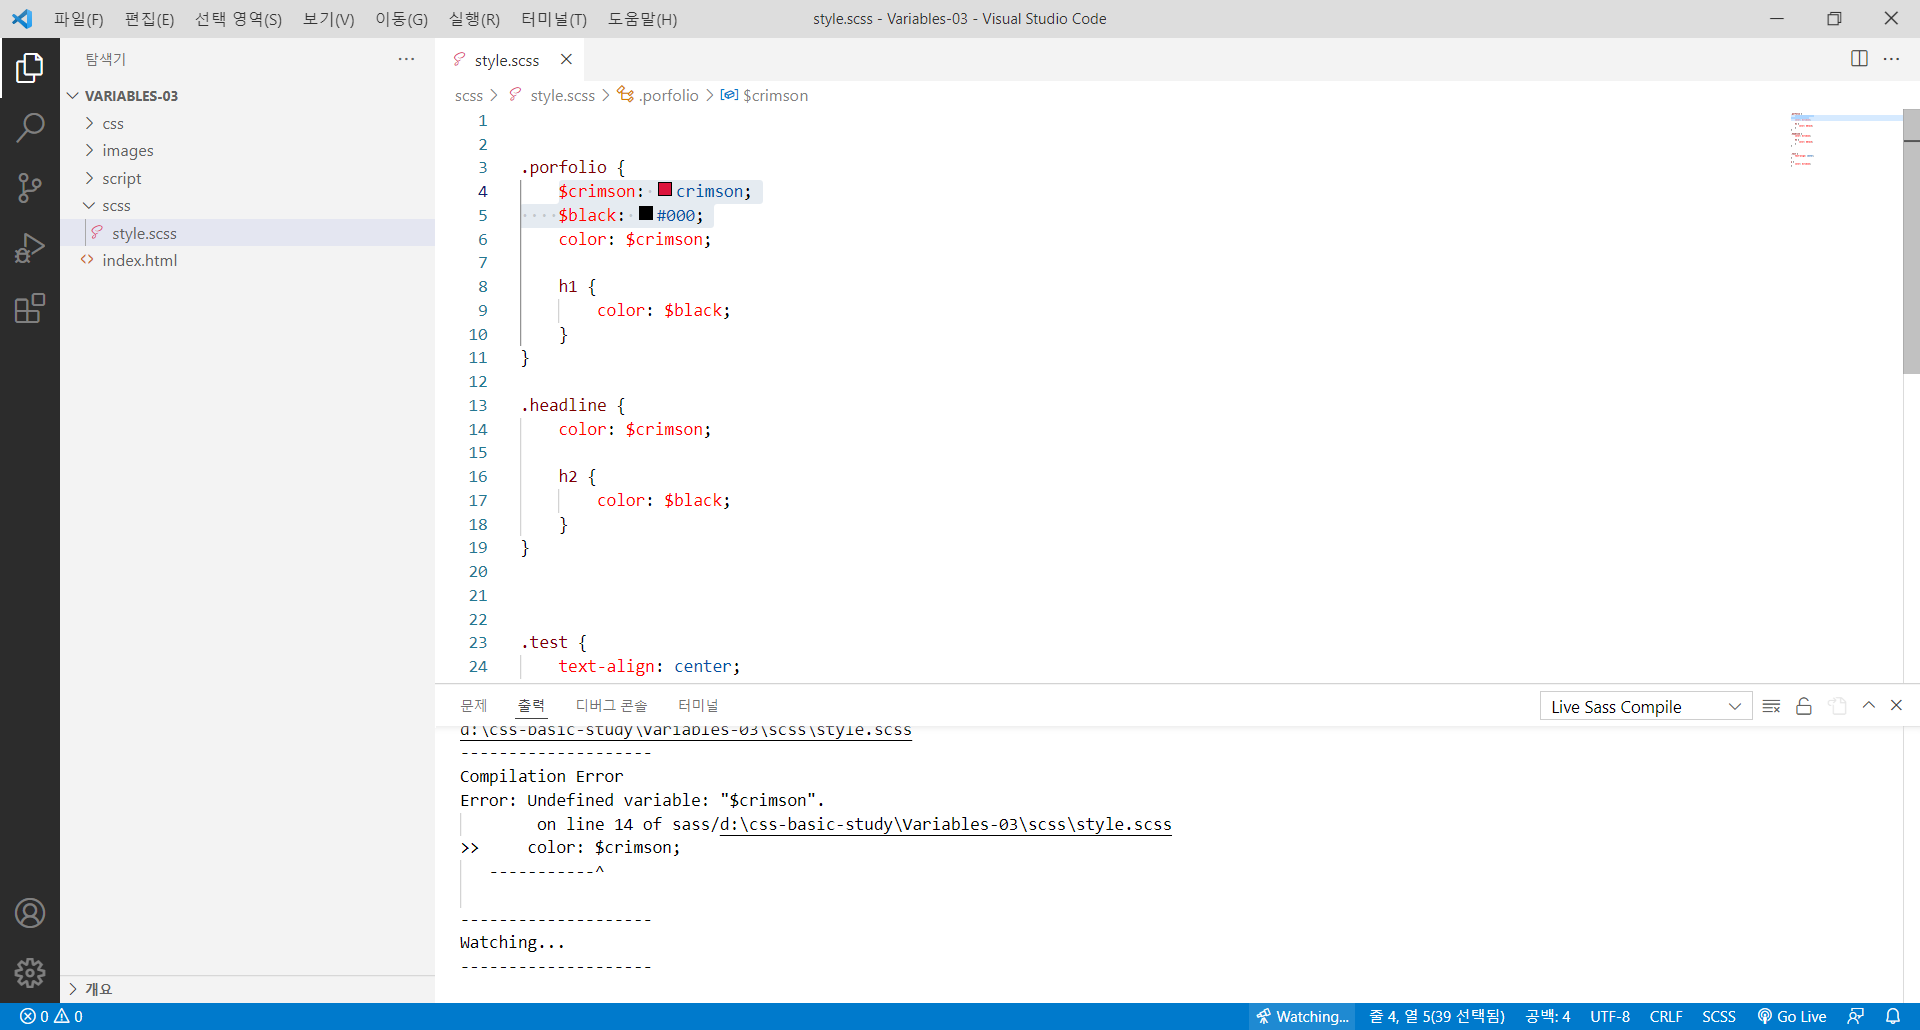 파일(F) 편집(E) 선택 영역(S) 보기(V) 이동(G) 실행(R) 터미널(T) 도움말(H) style.scss - Variables-03 - Visual Studio Code
탐색기 ···
VARIABLES-03
css
images
script
scss
style.scss
index.html
개요
style.scss
scss > style.scss > .porfolio > $crimson
1
2
3 .porfolio {
4 $crimson: crimson;
5 $black: #000;
6 color: $crimson;
7
8 h1 {
9 color: $black;
10 }
11 }
12
13 .headline {
14 color: $crimson;
15
16 h2 {
17 color: $black;
18 }
19 }
20
21
22
23 .test {
24 text-align: center;
문제 출력 디버그 콘솔 터미널 Live Sass Compile
d:\css-basic-study\Variables-03\scss\style.scss
--------------------
Compilation Error
Error: Undefined variable: "$crimson".
on line 14 of sass/d:\css-basic-study\Variables-03\scss\style.scss
>> color: $crimson;
-----------^
--------------------
Watching...
--------------------
0 0 Watching... 줄 4, 열 5(39 선택됨) 공백: 4 UTF-8 CRLF SCSS Go Live